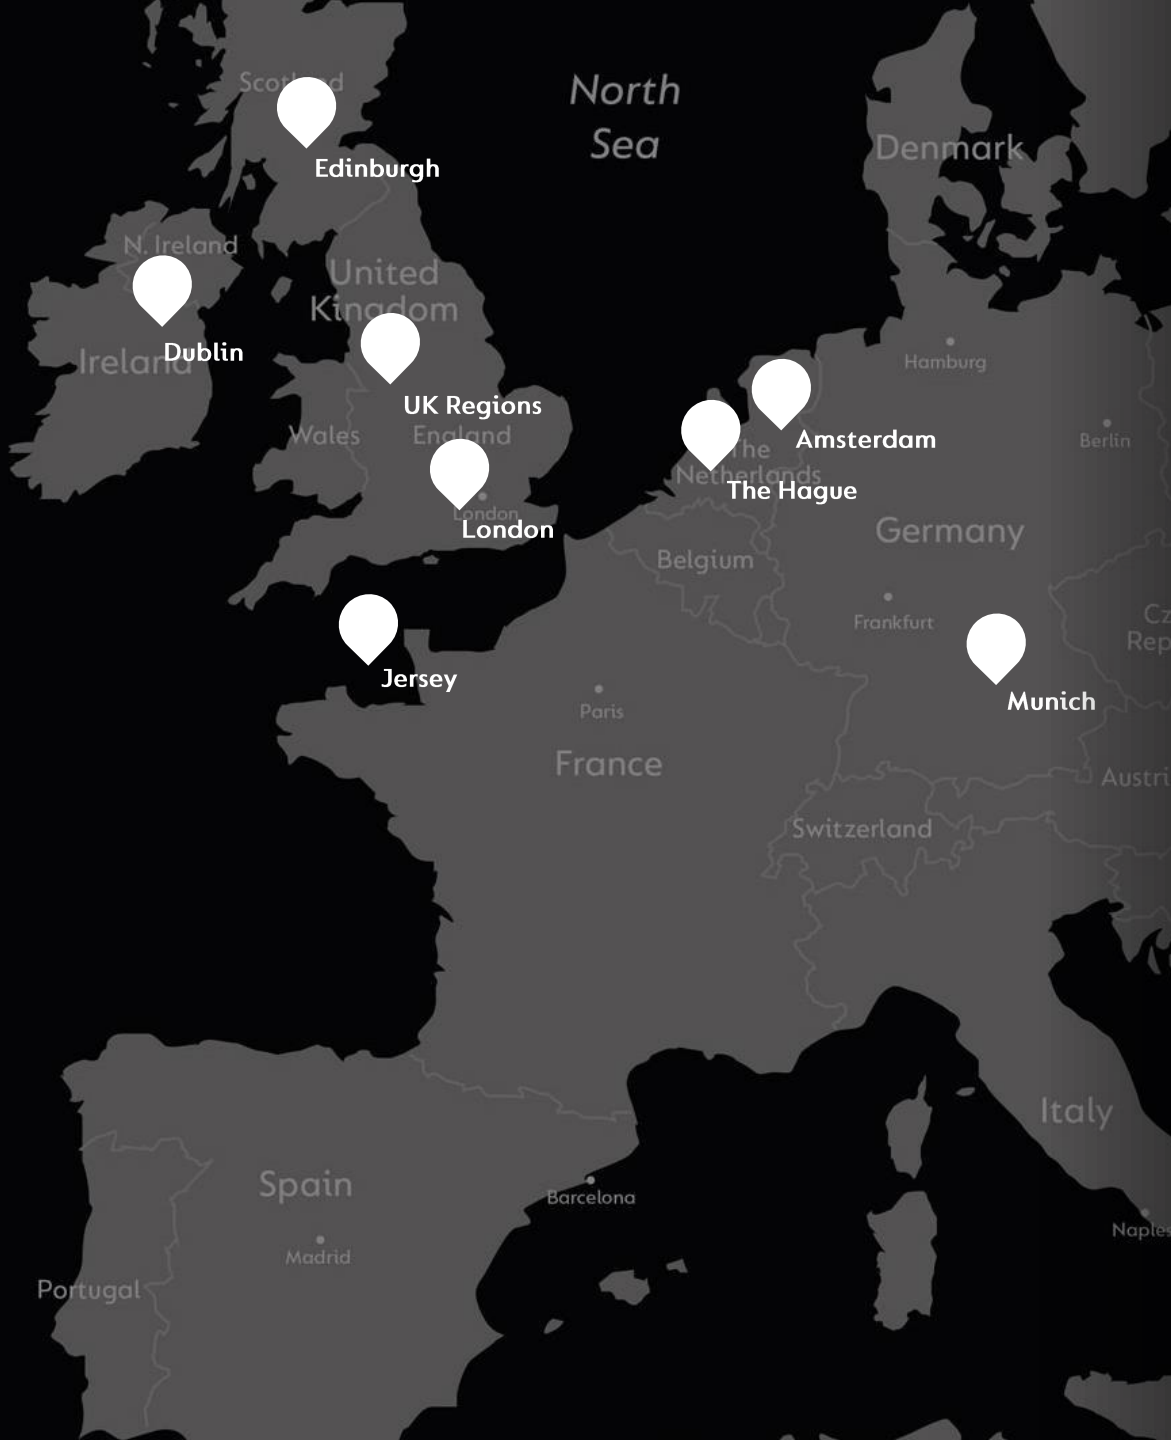 North
Sea
Scotland
Edinburgh
Denmark
N. Ireland
United
Kingdom
Dublin
Ireland
Hamburg
UK Regions
Wales
England
Amsterdam
Berlin
The
Netherlands
The Hague
London
London
Germany
Belgium
Frankfurt
Cz
Rep
Jersey
Munich
Paris
France
Austri
Switzerland
Italy
Spain
Barcelona
Naples
Madrid
Portugal